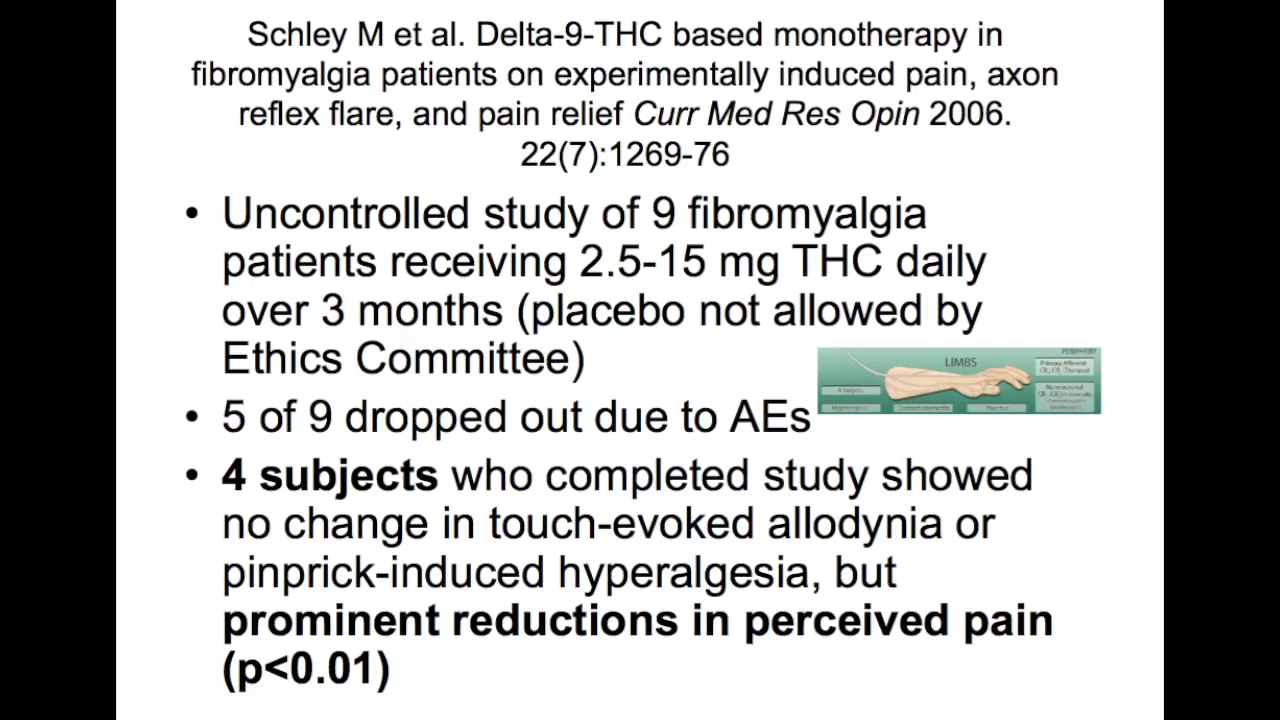 Schley M et al. Delta-9-THC based monotherapy in
fibromyalgia patients on experimentally induced pain, axon
reflex flare, and pain relief Curr Med Res Opin 2006.
22(7):1269-76
• Uncontrolled study of 9 fibromyalgia
patients receiving 2.5-15 mg THC daily
over 3 months (placebo not allowed by
Ethics Committee)
PERIPHERY
LIMBS
Primary Afferent
• 5 of 9 dropped out due to AEs
• 4 subjects who completed study showed
no change in touch-evoked allodynia or
pinprick-induced hyperalgesia, but
prominent reductions in perceived pain
(p<0.01)